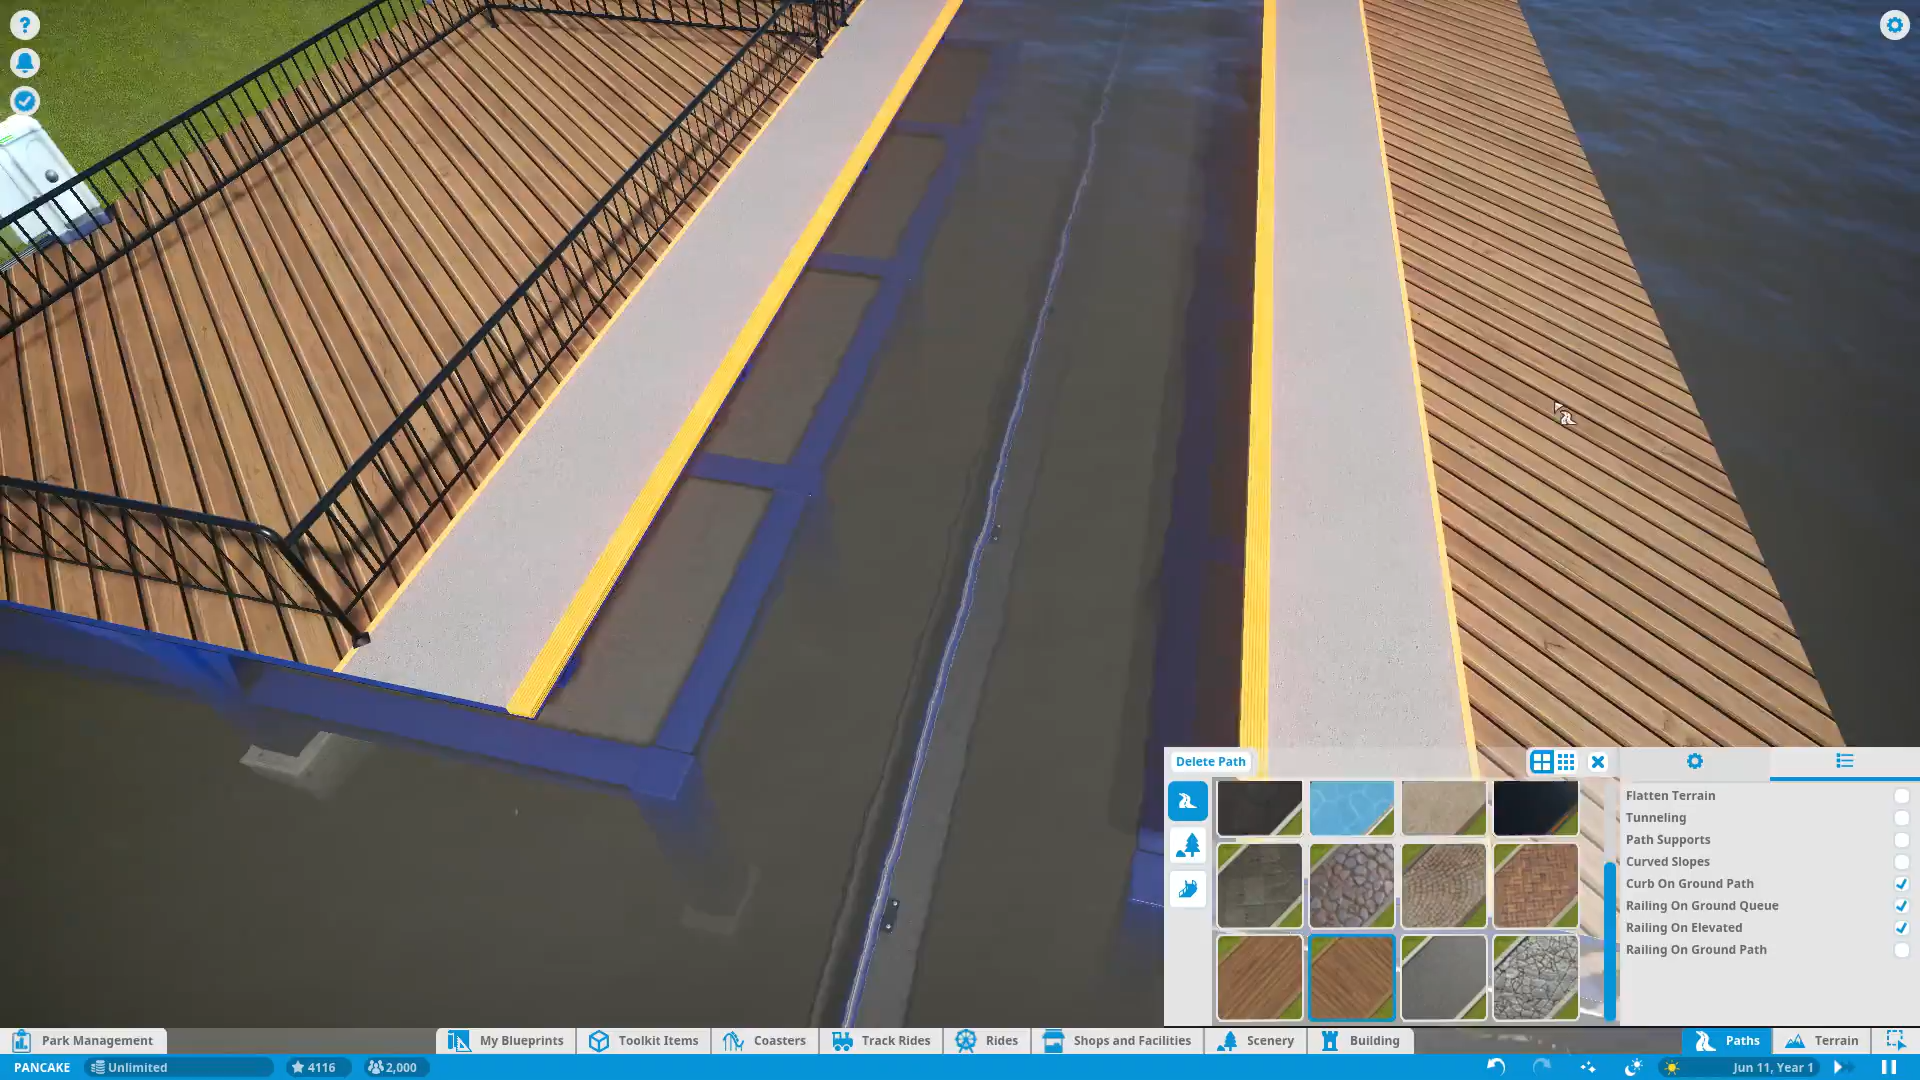 ?
Delete Path
Flatten Terrain
Tunneling
Path Supports
Curved Slopes
Curb On Ground Path
Railing On Ground Queue
Railing On Elevated
Railing On Ground Path
Park Management
My Blueprints
Toolkit Items
Coasters
Track Rides
Rides
Shops and Facilities
Scenery
Building
Paths
Terrain
PANCAKE
Unlimited
4116
2,000
Jun 11, Year 1